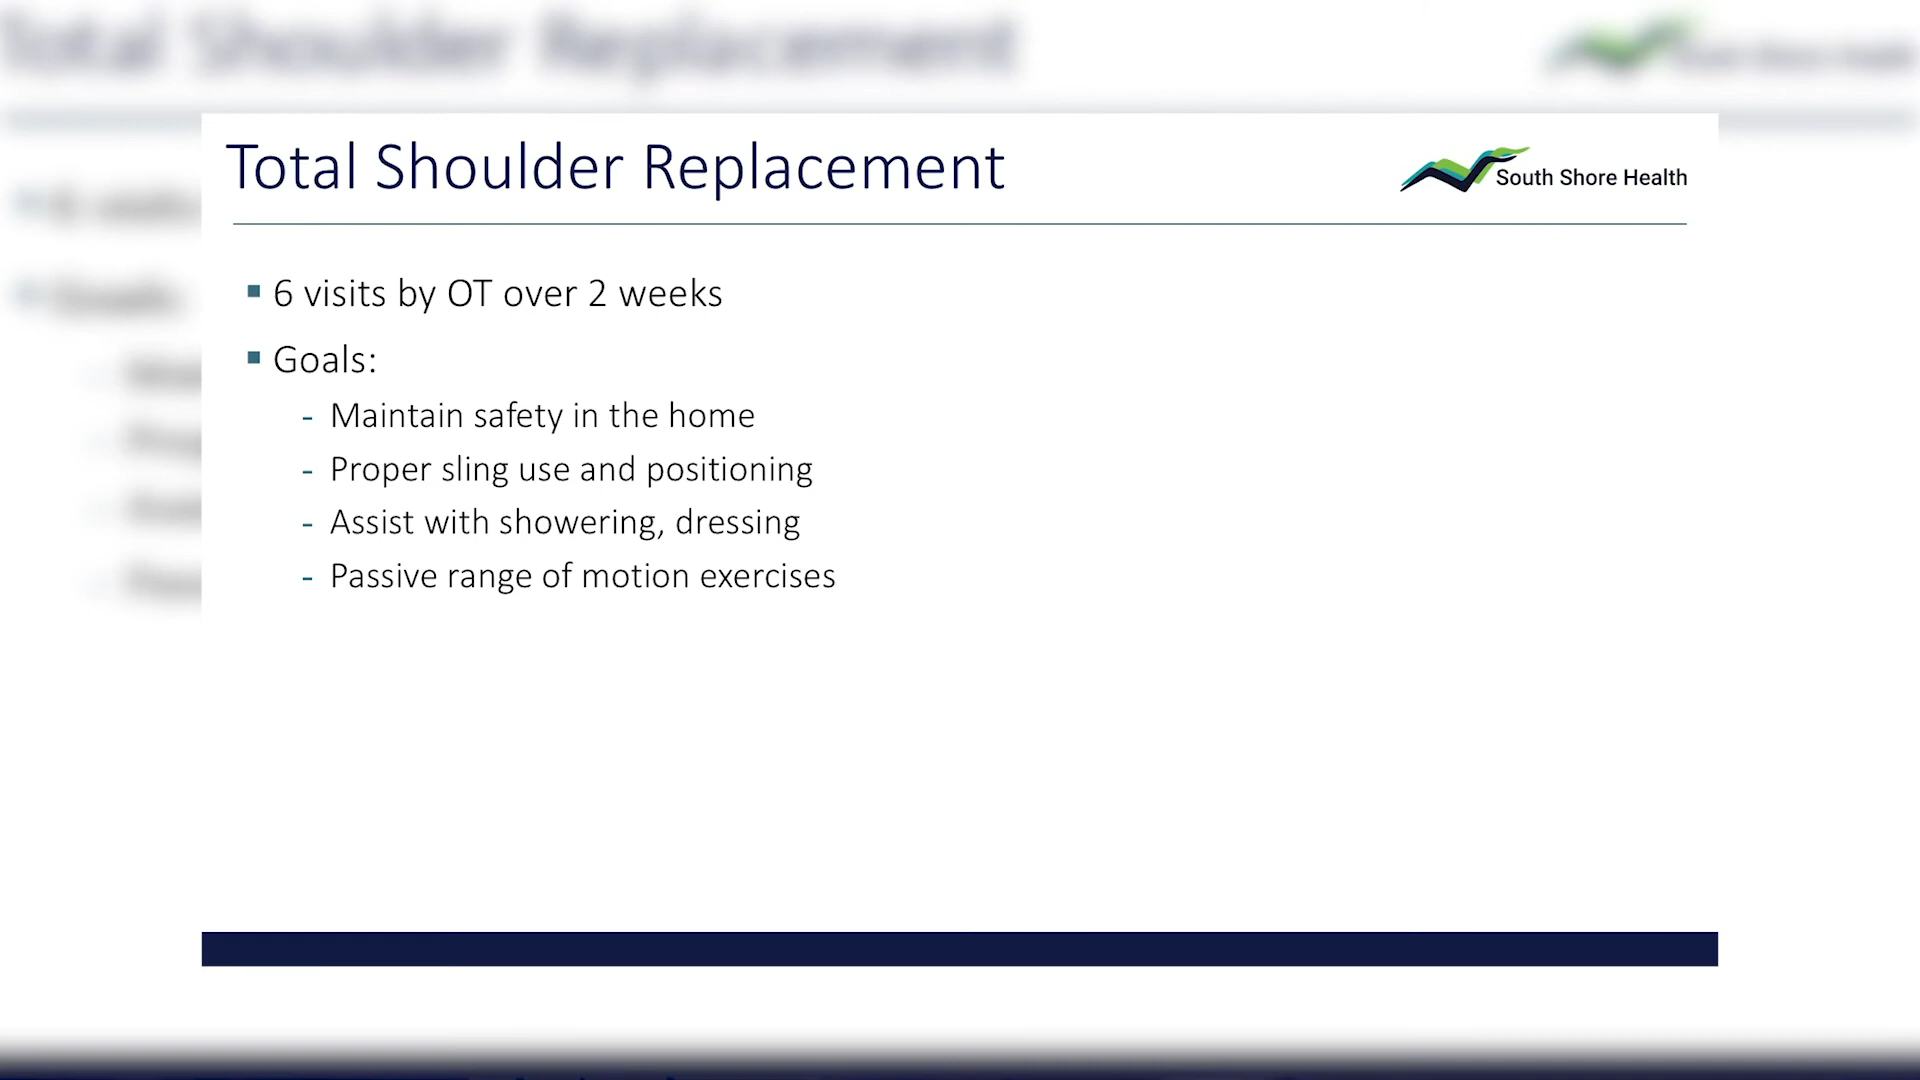 Total Shoulder Replacement
South Shore Health
6 visits by OT over 2 weeks
Goals:
- Maintain safety in the home
- Proper sling use and positioning
- Assist with showering, dressing
- Passive range of motion exercises